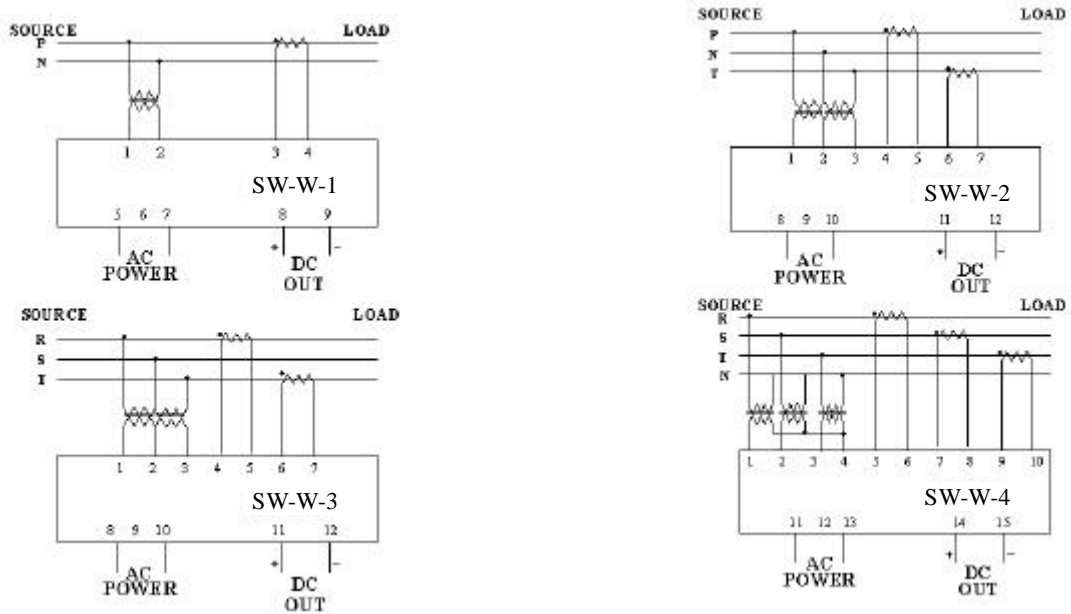 SOURCE LOAD
P
N
1 2 3 4
SW-W-1
5 6 7 8 9
+ −
AC POWER
DC OUT
SOURCE LOAD
P
N
T
1 2 3 4 5 6 7
SW-W-2
8 9 10 11 12
+ −
AC POWER
DC OUT
SOURCE LOAD
R
S
T
1 2 3 4 5 6 7
SW-W-3
8 9 10 11 12
+ −
AC POWER
DC OUT
SOURCE LOAD
R
S
T
N
1 2 3 4 5 6 7 8 9 10
SW-W-4
11 12 13 14 15
+ −
AC POWER
DC OUT